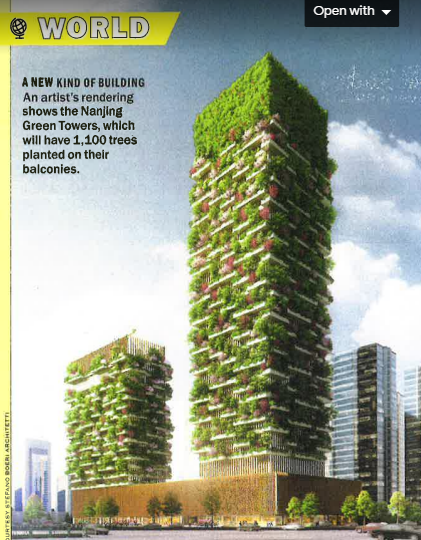 Open with
WORLD
A NEW KIND OF BUILDING
An artist's rendering
shows the Nanjing
Green Towers, which
will have 1,100 trees
planted on their
balconies.
COURTESY STEFANO BOERI ARCHITETTI